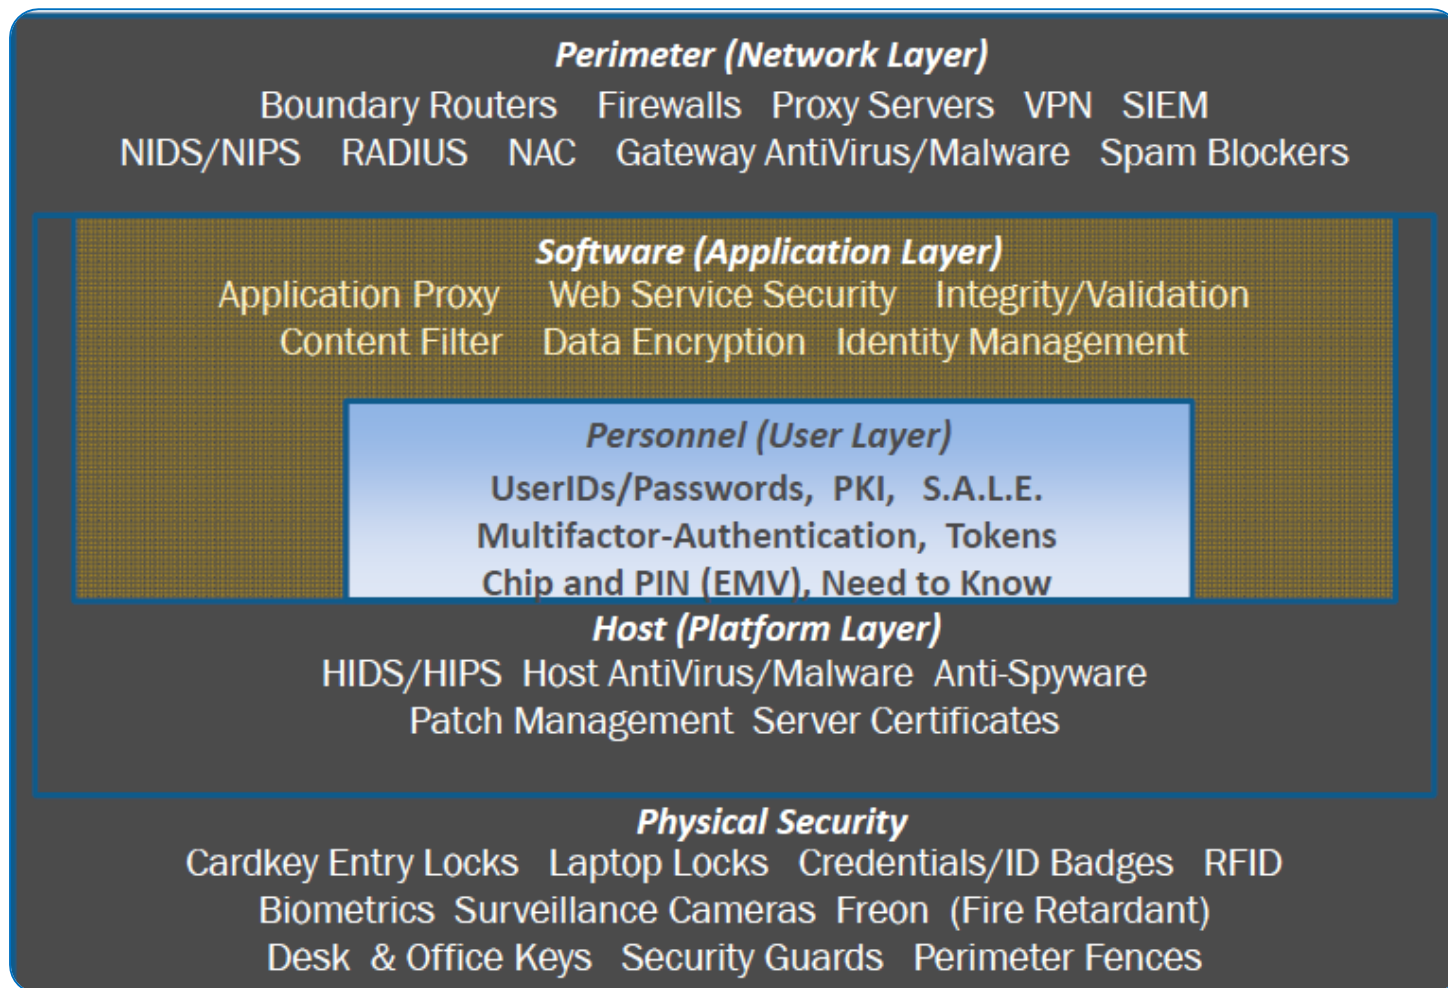 Perimeter (Network Layer)
Boundary Routers Firewalls Proxy Servers VPN SIEM
NIDS/NIPS RADIUS NAC Gateway AntiVirus/Malware Spam Blockers
Software (Application Layer)
Application Proxy Web Service Security Integrity/Validation
Content Filter Data Encryption Identity Management
Personnel (User Layer)
UserIDs/Passwords, PKI, S.A.L.E.
Multifactor-Authentication, Tokens
Chip and PIN (EMV), Need to Know
Host (Platform Layer)
HIDS/HIPS Host AntiVirus/Malware Anti-Spyware
Patch Management Server Certificates
Physical Security
Cardkey Entry Locks Laptop Locks Credentials/ID Badges RFID
Biometrics Surveillance Cameras Freon (Fire Retardant)
Desk & Office Keys Security Guards Perimeter Fences